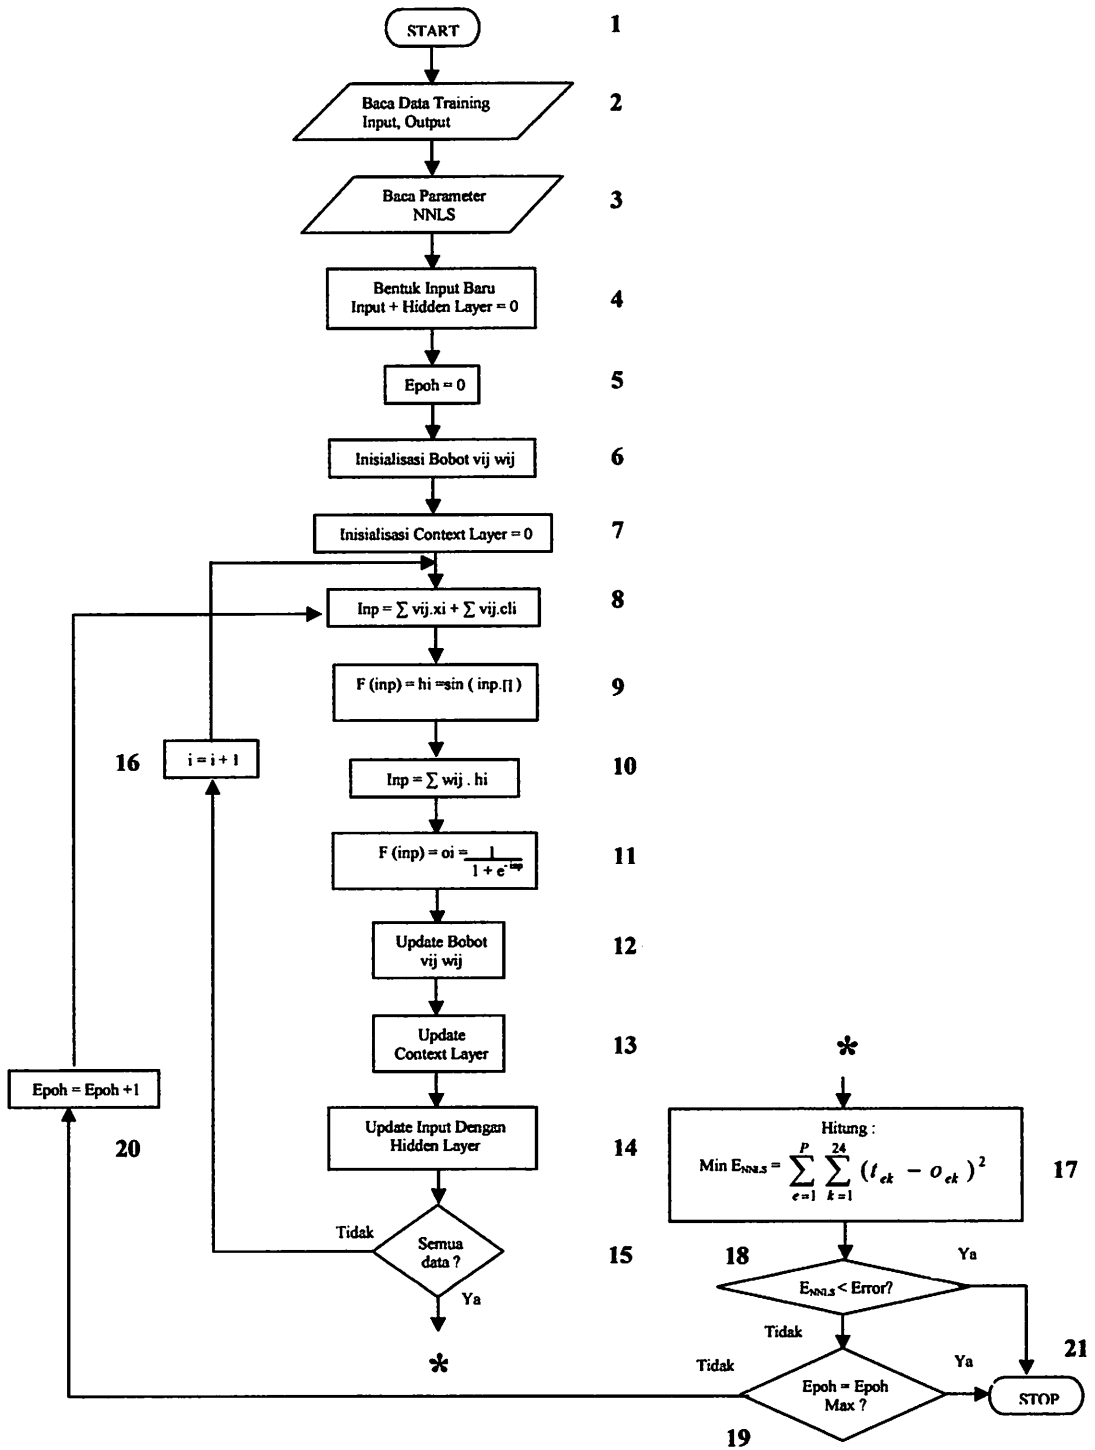 START
1
Baca Data Training
Input, Output
2
Baca Parameter
NNLS
3
Bentuk Input Baru
Input + Hidden Layer = 0
4
Epoh = 0
5
Inisialisasi Bobot vij wij
6
Inisialisasi Context Layer = 0
7
Inp = ∑ vij.xi + ∑ vij.cli
8
F (inp) = hi =sin ( inp.∏ )
9
16
i = i + 1
Inp = ∑ wij . hi
10
F (inp) = oi = 1 / 1 + e^-inp
11
Update Bobot
vij wij
12
Update
Context Layer
13
*
Epoh = Epoh +1
20
Update Input Dengan
Hidden Layer
14
Hitung :
Min E_NNLS = ∑_{e=1}^{P} ∑_{k=1}^{24} (t_ek − o_ek)^2
17
Tidak
Semua
data ?
15
Ya
*
18
Ya
E_NNLS < Error?
Tidak
21
Tidak
Ya
Epoh = Epoh
Max ?
STOP
19